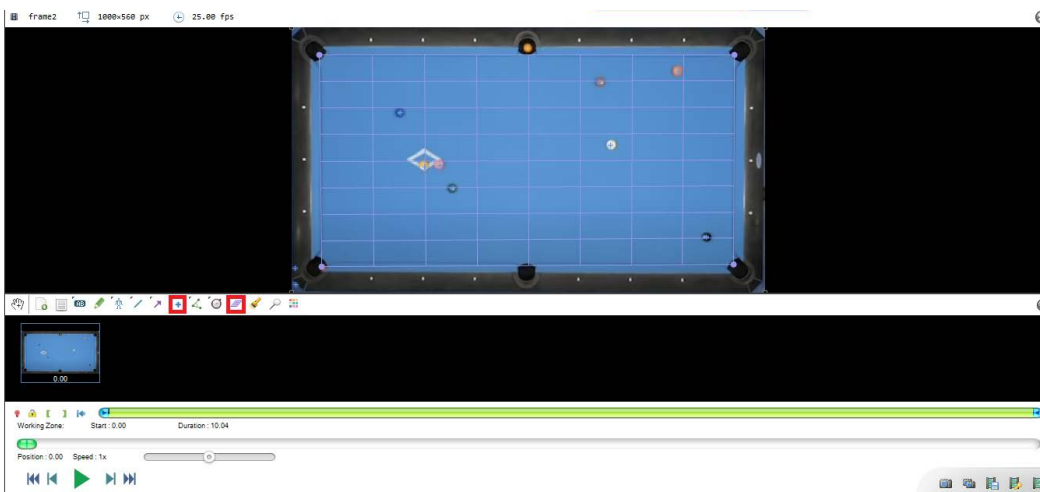 frame2 1000×560 px 25.00 fps
AB
0.00
Working Zone: Start : 0.00 Duration : 10.04
Position : 0.00 Speed : 1x